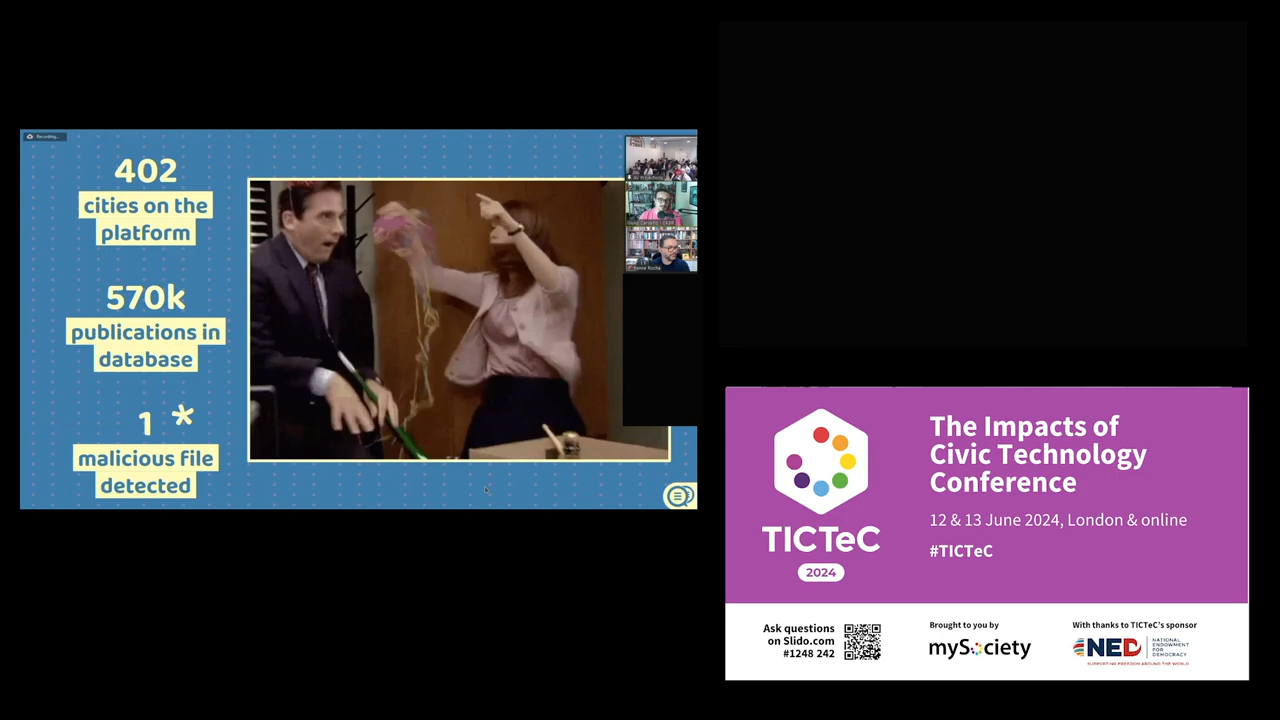 Recording...
402
cities on the
platform
570k
publications in
database
1 *
malicious file
detected
The Impacts of
Civic Technology
Conference
12 & 13 June 2024, London & online
#TICTeC
TICTeC
2024
Ask questions
on Slido.com
#1248 242
Brought to you by
mySociety
With thanks to TICTeC's sponsor
NED
NATIONAL
ENDOWMENT
FOR
DEMOCRACY
SUPPORTING FREEDOM AROUND THE WORLD